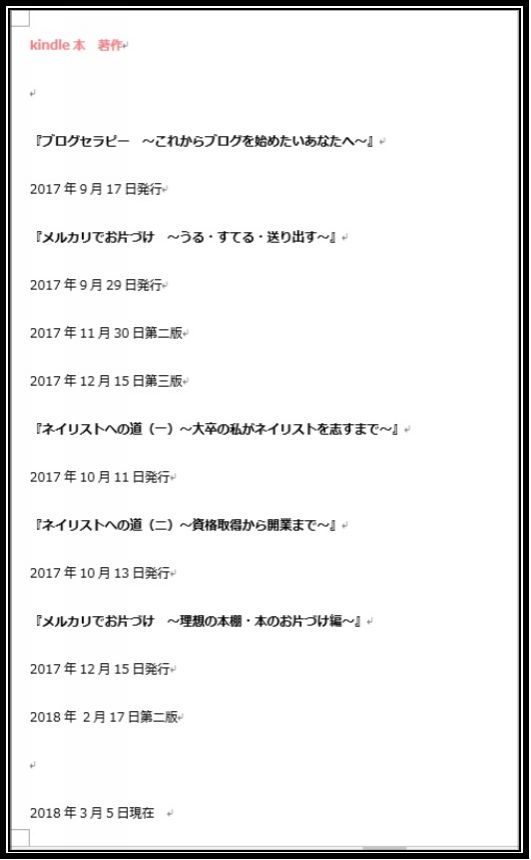 kindle 本　著作
『ブログセラピー　～これからブログを始めたいあなたへ～』
2017 年 9 月 17 日発行
『メルカリでお片づけ　～うる・すてる・送り出す～』
2017 年 9 月 29 日発行
2017 年 11 月 30 日第二版
2017 年 12 月 15 日第三版
『ネイリストへの道（一）～大卒の私がネイリストを志すまで～』
2017 年 10 月 11 日発行
『ネイリストへの道（二）～資格取得から開業まで～』
2017 年 10 月 13 日発行
『メルカリでお片づけ　～理想の本棚・本のお片づけ編～』
2017 年 12 月 15 日発行
2018 年 2 月 17 日第二版
2018 年 3 月 5 日現在